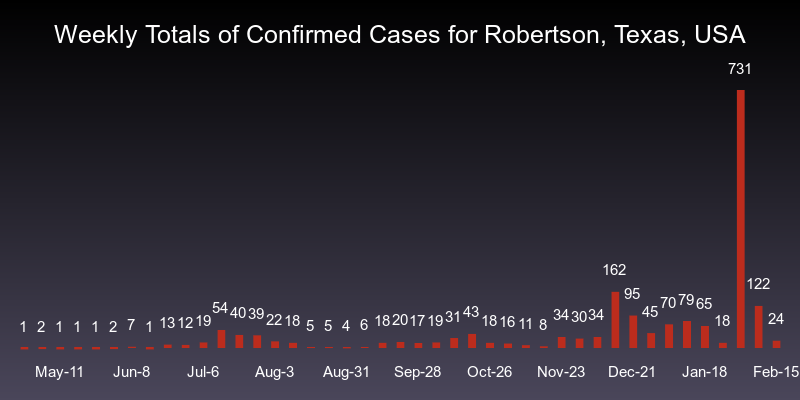 Weekly Totals of Confirmed Cases for Robertson, Texas, USA
731
162
122
95
54 40 39 22 18 5 5 4 6 18 20 17 19 31 43 18 16 11 8 34 30 34 45 70 79 65 18 24
1 2 1 1 1 2 7 1 13 12 19
May-11 Jun-8 Jul-6 Aug-3 Aug-31 Sep-28 Oct-26 Nov-23 Dec-21 Jan-18 Feb-15